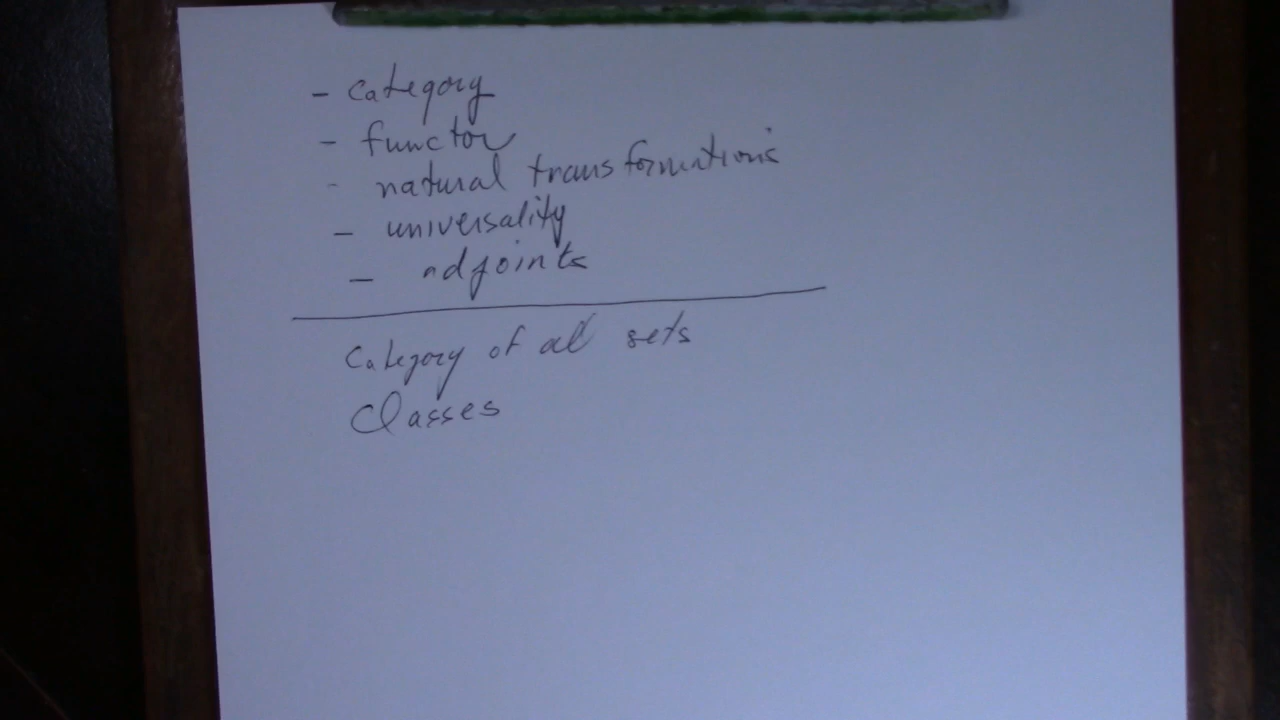 - category
- functor
- natural transformations
- universality
- adjoints
Category of all sets
Classes